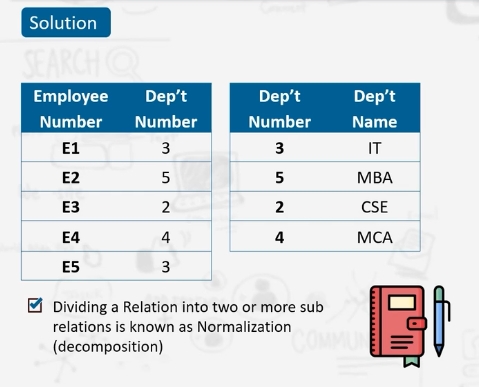 Solution
SEARCH
Employee Number Dep't Number
E1 3
E2 5
E3 2
E4 4
E5 3
Dep't Number Dep't Name
3 IT
5 MBA
2 CSE
4 MCA
Dividing a Relation into two or more sub
relations is known as Normalization
(decomposition)